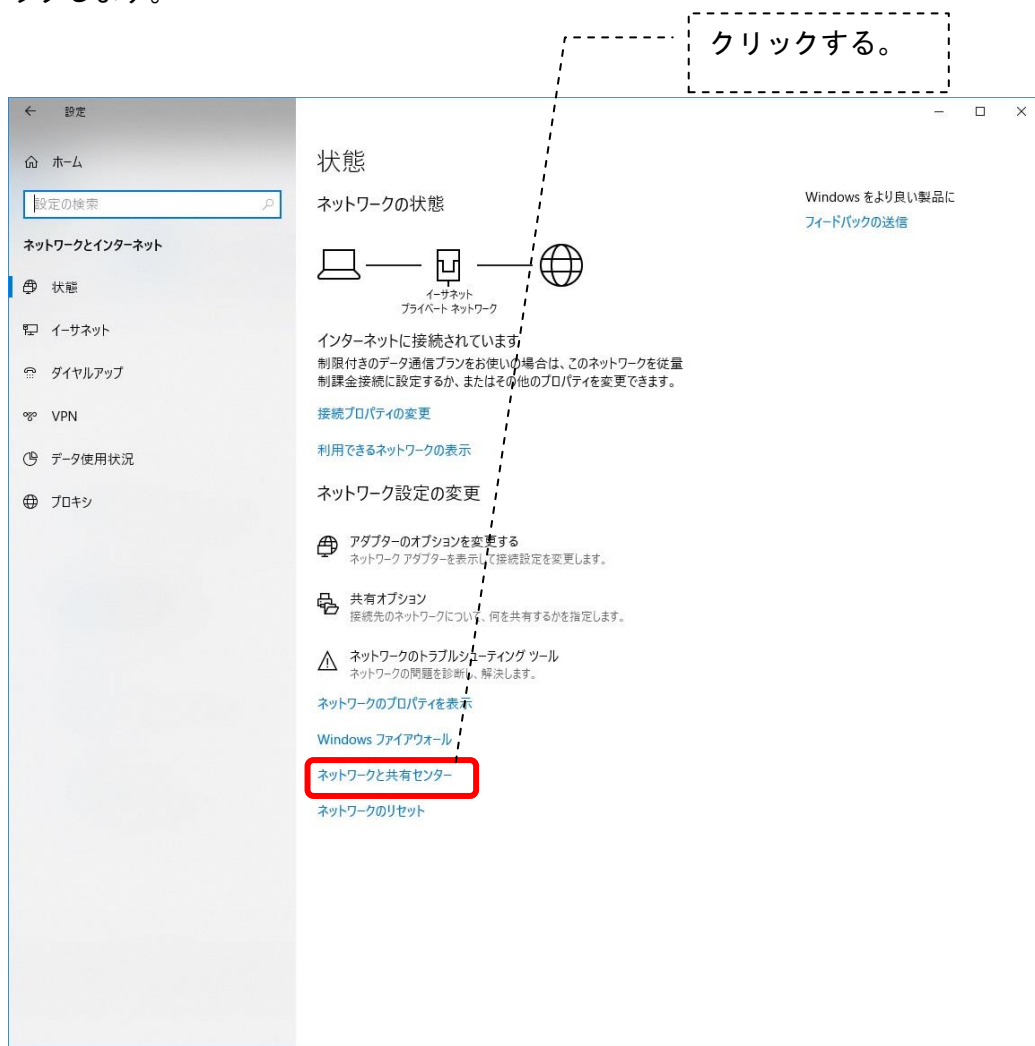 ックします。
クリックする。
設定
ホーム
設定の検索
ネットワークとインターネット
状態
イーサネット
ダイヤルアップ
VPN
データ使用状況
プロキシ
状態
ネットワークの状態
イーサネット
プライベート ネットワーク
インターネットに接続されています
制限付きのデータ通信プランをお使いの場合は、このネットワークを従量
制課金接続に設定するか、またはその他のプロパティを変更できます。
接続プロパティの変更
利用できるネットワークの表示
ネットワーク設定の変更
アダプターのオプションを変更する
ネットワーク アダプターを表示して接続設定を変更します。
共有オプション
接続先のネットワークについて、何を共有するかを指定します。
ネットワークのトラブルシューティング ツール
ネットワークの問題を診断し、解決します。
ネットワークのプロパティを表示
Windows ファイアウォール
ネットワークと共有センター
ネットワークのリセット
Windows をより良い製品に
フィードバックの送信